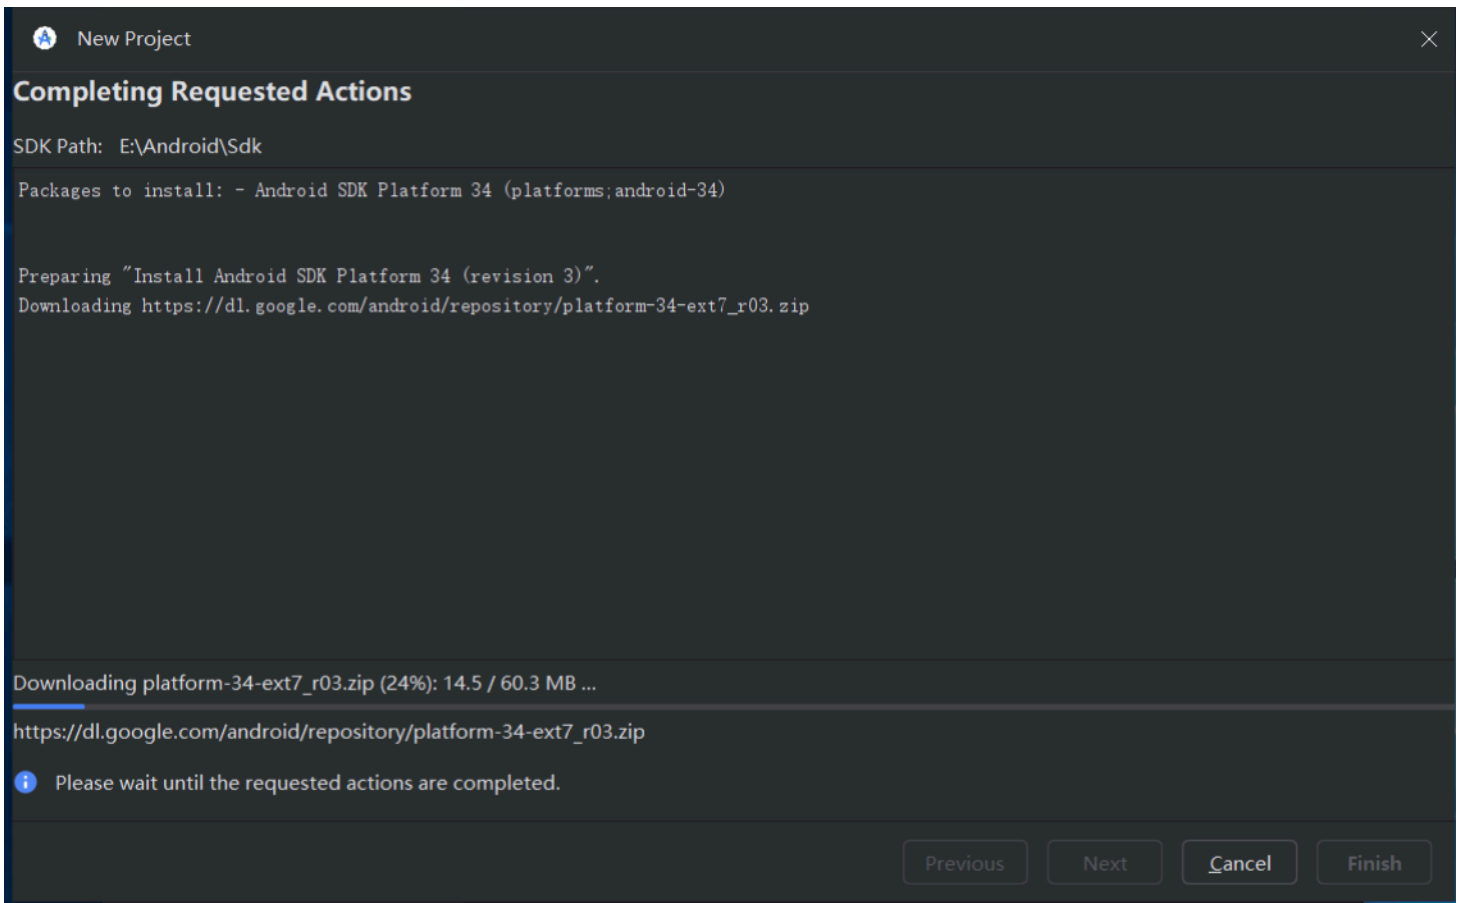 New Project
Completing Requested Actions
SDK Path: E:\Android\Sdk
Packages to install: - Android SDK Platform 34 (platforms;android-34)
Preparing "Install Android SDK Platform 34 (revision 3)".
Downloading https://dl.google.com/android/repository/platform-34-ext7_r03.zip
Downloading platform-34-ext7_r03.zip (24%): 14.5 / 60.3 MB ...
https://dl.google.com/android/repository/platform-34-ext7_r03.zip
Please wait until the requested actions are completed.
Previous Next Cancel Finish